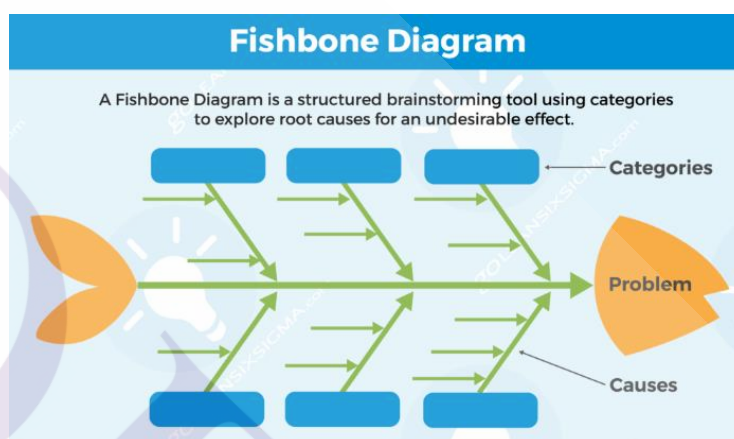 Fishbone Diagram
A Fishbone Diagram is a structured brainstorming tool using categories
to explore root causes for an undesirable effect.
Categories
Problem
Causes